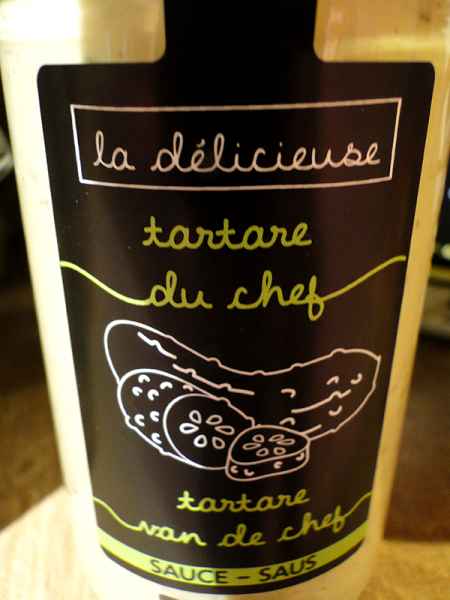 la délicieuse
tartare
du chef
tartare
van de chef
SAUCE – SAUS